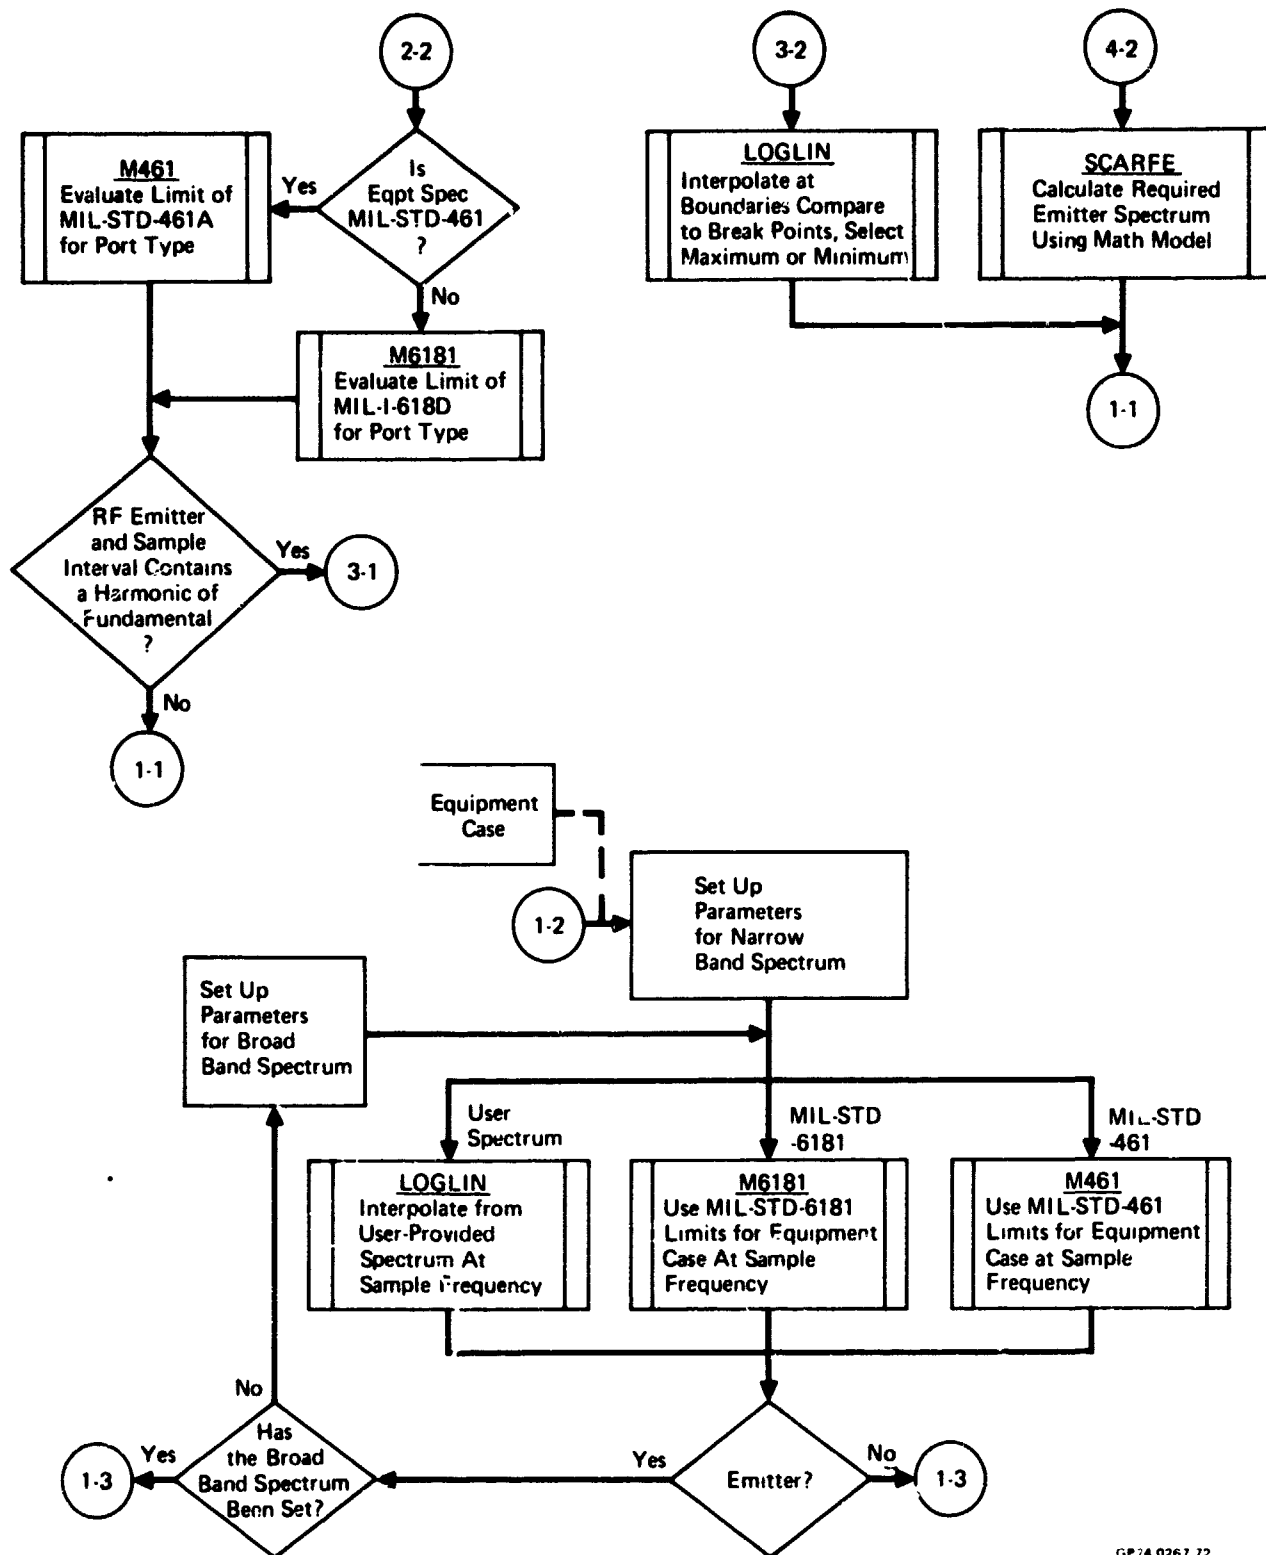 2-2
3-2
4-2
M461
Evaluate Limit of
MIL-STD-461A
for Port Type
Yes
Is
Eqpt Spec
MIL-STD-461
?
No
M6181
Evaluate Limit of
MIL-I-618D
for Port Type
LOGLIN
Interpolate at
Boundaries Compare
to Break Points, Select
Maximum or Minimum
SCARFE
Calculate Required
Emitter Spectrum
Using Math Model
1-1
RF Emitter
and Sample
Interval Contains
a Harmonic of
Fundamental
?
Yes
3-1
No
1-1
Equipment
Case
1-2
Set Up
Parameters
for Narrow
Band Spectrum
Set Up
Parameters
for Broad
Band Spectrum
User
Spectrum
MIL-STD
-6181
MIL-STD
-461
LOGLIN
Interpolate from
User-Provided
Spectrum At
Sample Frequency
M6181
Use MIL-STD-6181
Limits for Equipment
Case At Sample
Frequency
M461
Use MIL-STD-461
Limits for Equipment
Case at Sample
Frequency
No
Has
the Broad
Band Spectrum
Been Set?
Yes
1-3
Yes
Emitter?
No
1-3
GP74 0267 72